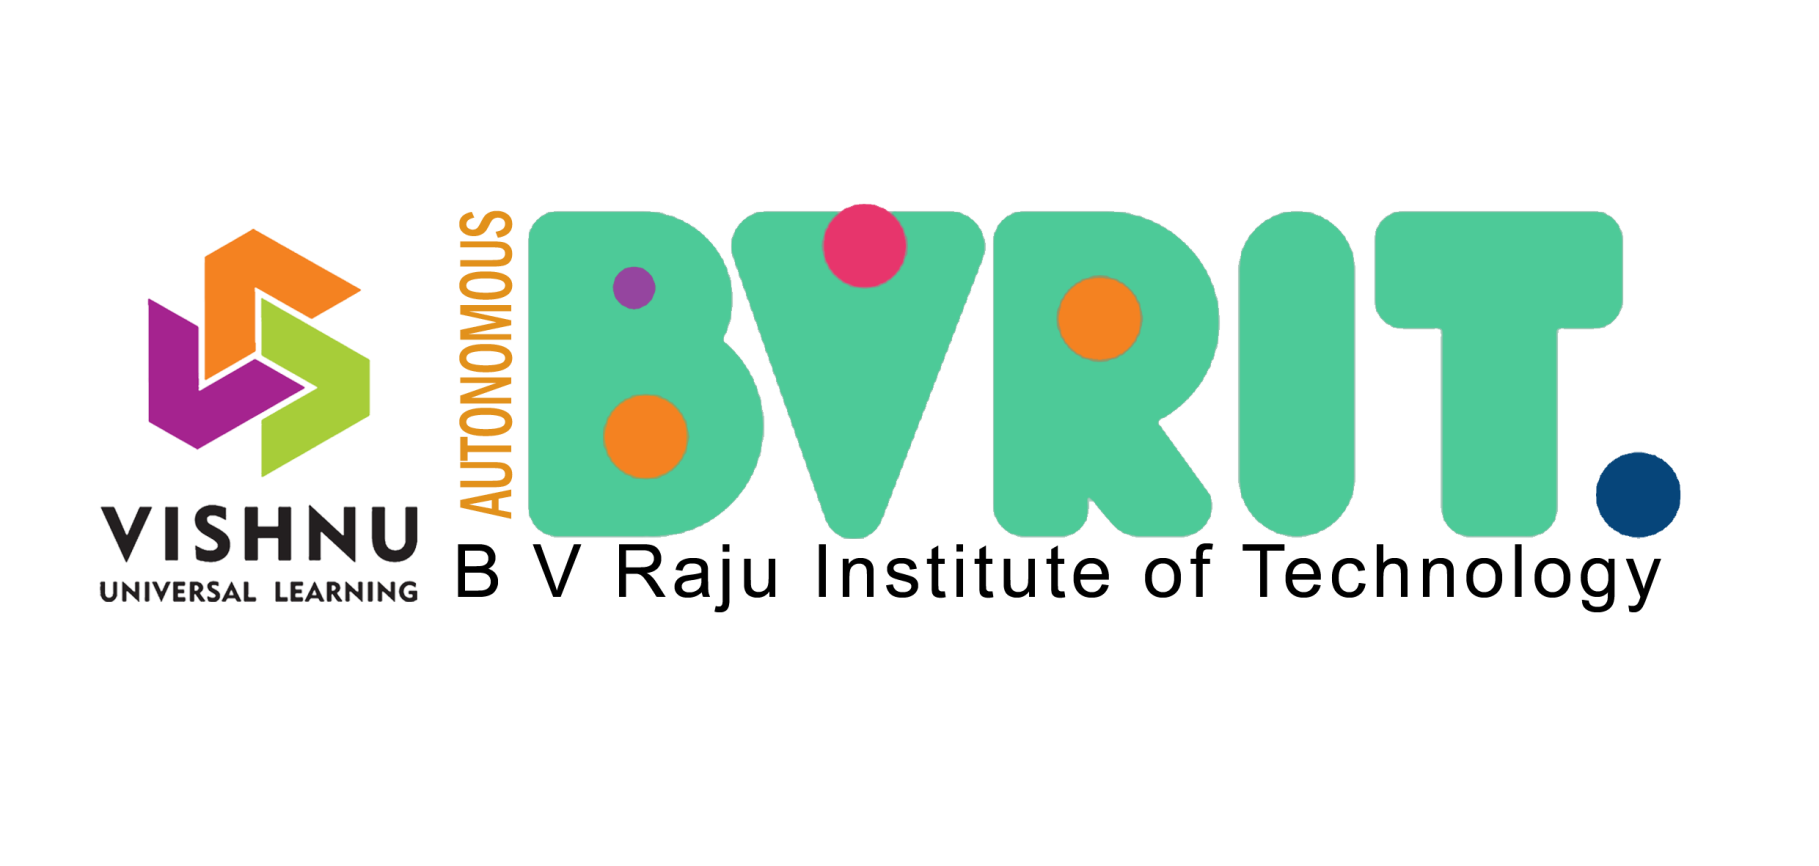 VISHNU
UNIVERSAL LEARNING
AUTONOMOUS
BVRIT.
B V Raju Institute of Technology